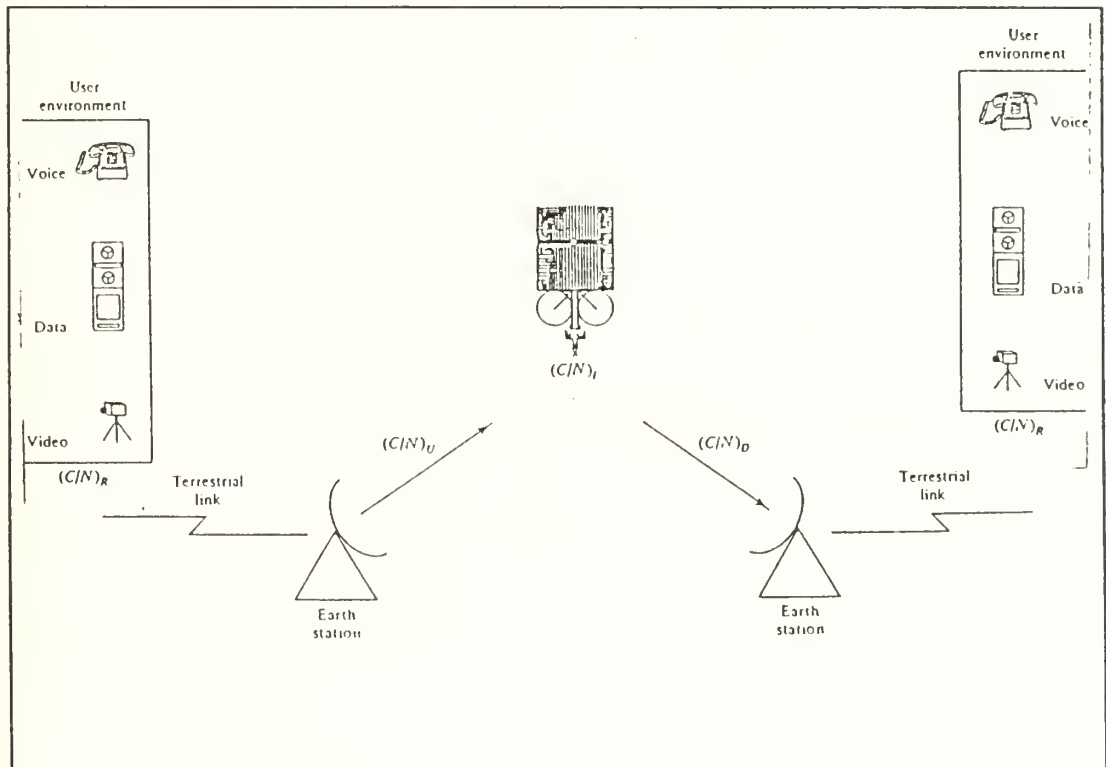 User
environment
Voice
Data
Video
(C/N)R
Terrestrial
link
Earth
station
(C/N)U
(C/N)I
(C/N)D
Earth
station
Terrestrial
link
User
environment
Voice
Data
Video
(C/N)R